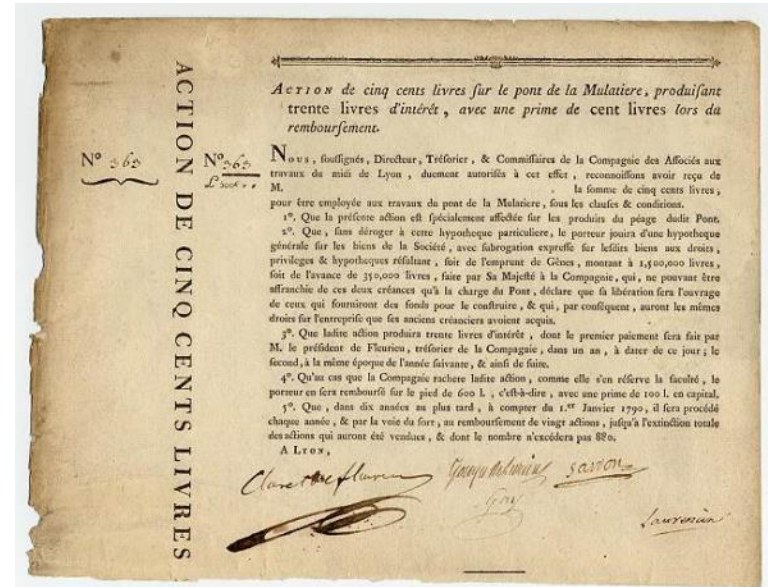 ACTION DE CINQ CENTS LIVRES
Nº 363
Nº 363
ACTION de cinq cents livres ſur le pont de la Mulatiere, produiſant
trente livres d'intérêt, avec une prime de cent livres lors du
rembourſement.
NOUS, ſouſſignés, Directeur, Tréſorier, & Commiſſaires de la Compagnie des Aſſociés aux
travaux du midi de Lyon, duement autoriſés à cet effet, reconnoiſſons avoir reçu de
M. la ſomme de cinq cents livres;
pour être employée aux travaux du pont de la Mulatiere, ſous les clauſes & conditions.
1º. Que la préſente action eſt ſpécialement affectée ſur les produits du péage dudit Pont.
2º. Que, ſans déroger à cette hypotheque particuliere, le porteur jouira d'une hypotheque
générale ſur les biens de la Société, avec ſubrogation expreſſe ſur leſdits biens aux droits,
privileges & hypotheques réſultant, ſoit de l'emprunt de Gênes, montant à 1,500,000 livres,
ſoit de l'avance de 350,000 livres, faite par Sa Majeſté à la Compagnie, qui, ne pouvant être
affranchie de ces deux créances qu'à la charge du Pont, déclare que ſa libération ſera l'ouvrage
de ceux qui fourniront des fonds pour le conſtruire, & qui, par conſéquent, auront les mêmes
droits ſur l'entrepriſe que ſes anciens créanciers avoient acquis.
3º. Que ladite action produira trente livres d'intérêt, dont le premier paiement ſera fait par
M. le préſident de Fleurieu, tréſorier de la Compagnie, dans un an, à dater de ce jour; le
ſecond, à la même époque de l'année ſuivante, & ainſi de ſuite.
4º. Qu'au cas que la Compagnie rachete ladite action, comme elle s'en réſerve la faculté, le
porteur en ſera rembourſé ſur le pied de 600 l., c'eſt-à-dire, avec une prime de 100 l. en capital.
5º. Que, dans dix années au plus tard, à compter du 1.er Janvier 1790, il ſera procédé
chaque année, & par la voie du ſort, au rembourſement de vingt actions, juſqu'à l'extinction totale
des actions qui auront été vendues, & dont le nombre n'excédera pas 880.
A LYON,
Savron
Laurencin